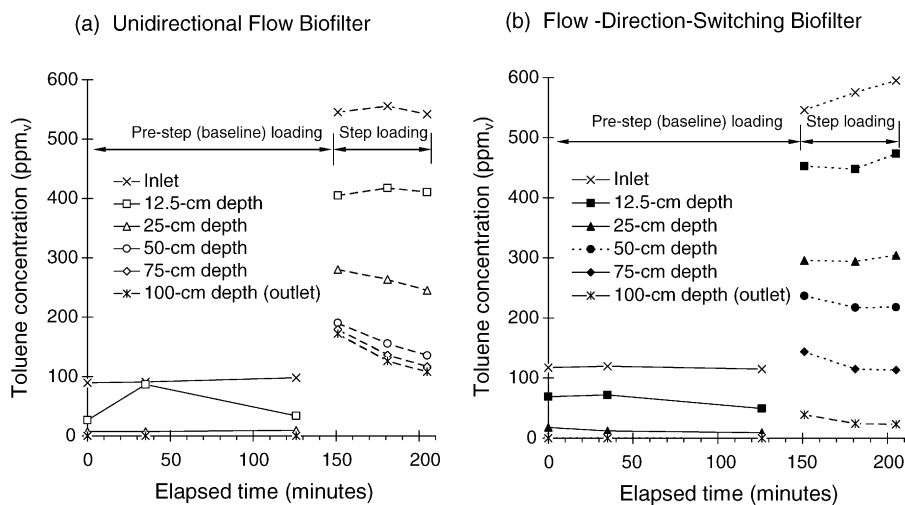 (a) Unidirectional Flow Biofilter
600
500
400
300
200
100
0
Toluene concentration (ppmv)
Pre-step (baseline) loading
Step loading
Inlet
12.5-cm depth
25-cm depth
50-cm depth
75-cm depth
100-cm depth (outlet)
0 50 100 150 200
Elapsed time (minutes)
(b) Flow -Direction-Switching Biofilter
600
500
400
300
200
100
0
Toluene concentration (ppmv)
Pre-step (baseline) loading
Step loading
Inlet
12.5-cm depth
25-cm depth
50-cm depth
75-cm depth
100-cm depth (outlet)
0 50 100 150 200
Elapsed time (minutes)